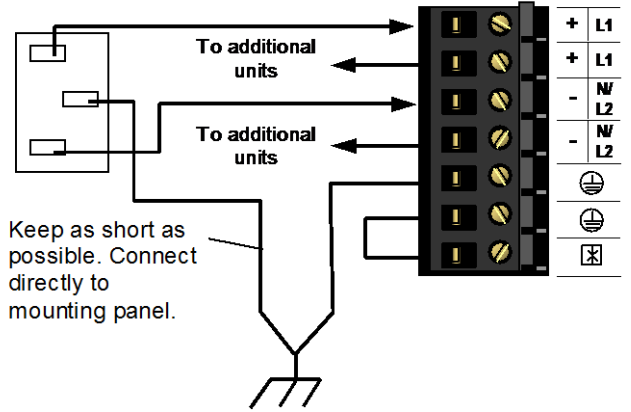 To additional
units
To additional
units
Keep as short as
possible. Connect
directly to
mounting panel.
+ L1
+ L1
- N/
L2
- N/
L2